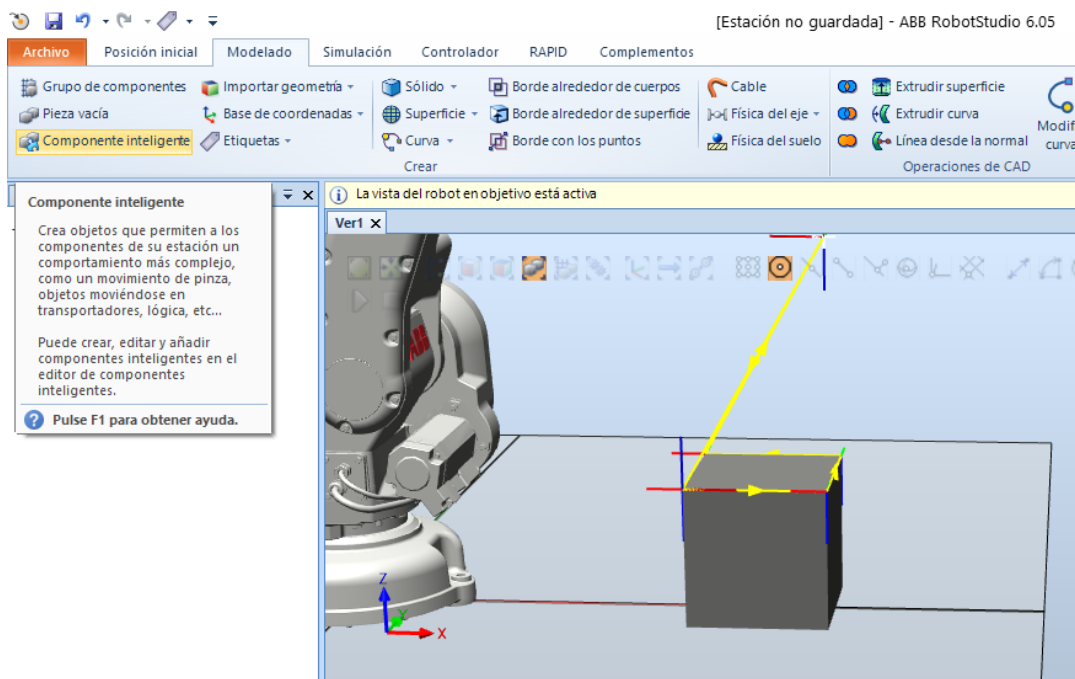 [Estación no guardada] - ABB RobotStudio 6.05
Archivo Posición inicial Modelado Simulación Controlador RAPID Complementos
Grupo de componentes Importar geometría Sólido Borde alrededor de cuerpos Cable Extrudir superficie
Pieza vacía Base de coordenadas Superficie Borde alrededor de superficie Física del eje Extrudir curva
Modif
Componente inteligente Etiquetas Curva Borde con los puntos Física del suelo Línea desde la normal
curva
Crear Operaciones de CAD
Componente inteligente
Crea objetos que permiten a los
componentes de su estación un
comportamiento más complejo,
como un movimiento de pinza,
objetos moviéndose en
transportadores, lógica, etc...
Puede crear, editar y añadir
componentes inteligentes en el
editor de componentes
inteligentes.
Pulse F1 para obtener ayuda.
La vista del robot en objetivo está activa
Ver1
ABB
Z
Y
X